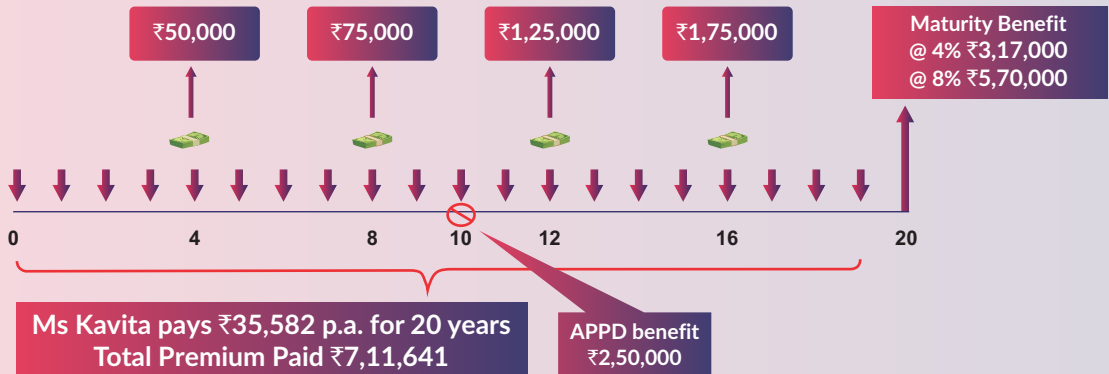 ₹50,000
₹75,000
₹1,25,000
₹1,75,000
Maturity Benefit
@ 4% ₹3,17,000
@ 8% ₹5,70,000
0
4
8
10
12
16
20
Ms Kavita pays ₹35,582 p.a. for 20 years
Total Premium Paid ₹7,11,641
APPD benefit
₹2,50,000